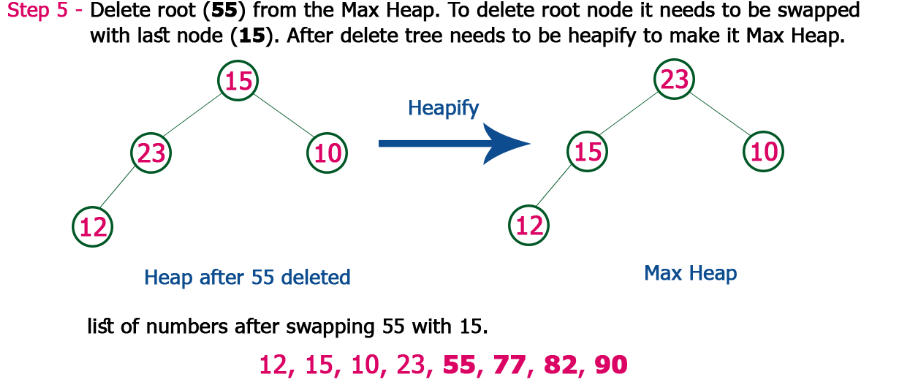 Step 5 - Delete root (55) from the Max Heap. To delete root node it needs to be swapped
with last node (15). After delete tree needs to be heapify to make it Max Heap.
15
23
Heapify
23
10
15
10
12
12
Heap after 55 deleted
Max Heap
list of numbers after swapping 55 with 15.
12, 15, 10, 23, 55, 77, 82, 90